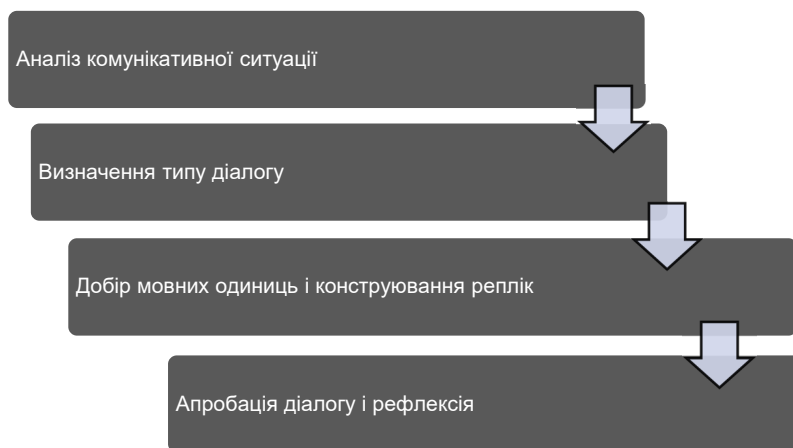 Аналіз комунікативної ситуації
Визначення типу діалогу
Добір мовних одиниць і конструювання реплік
Апробація діалогу і рефлексія